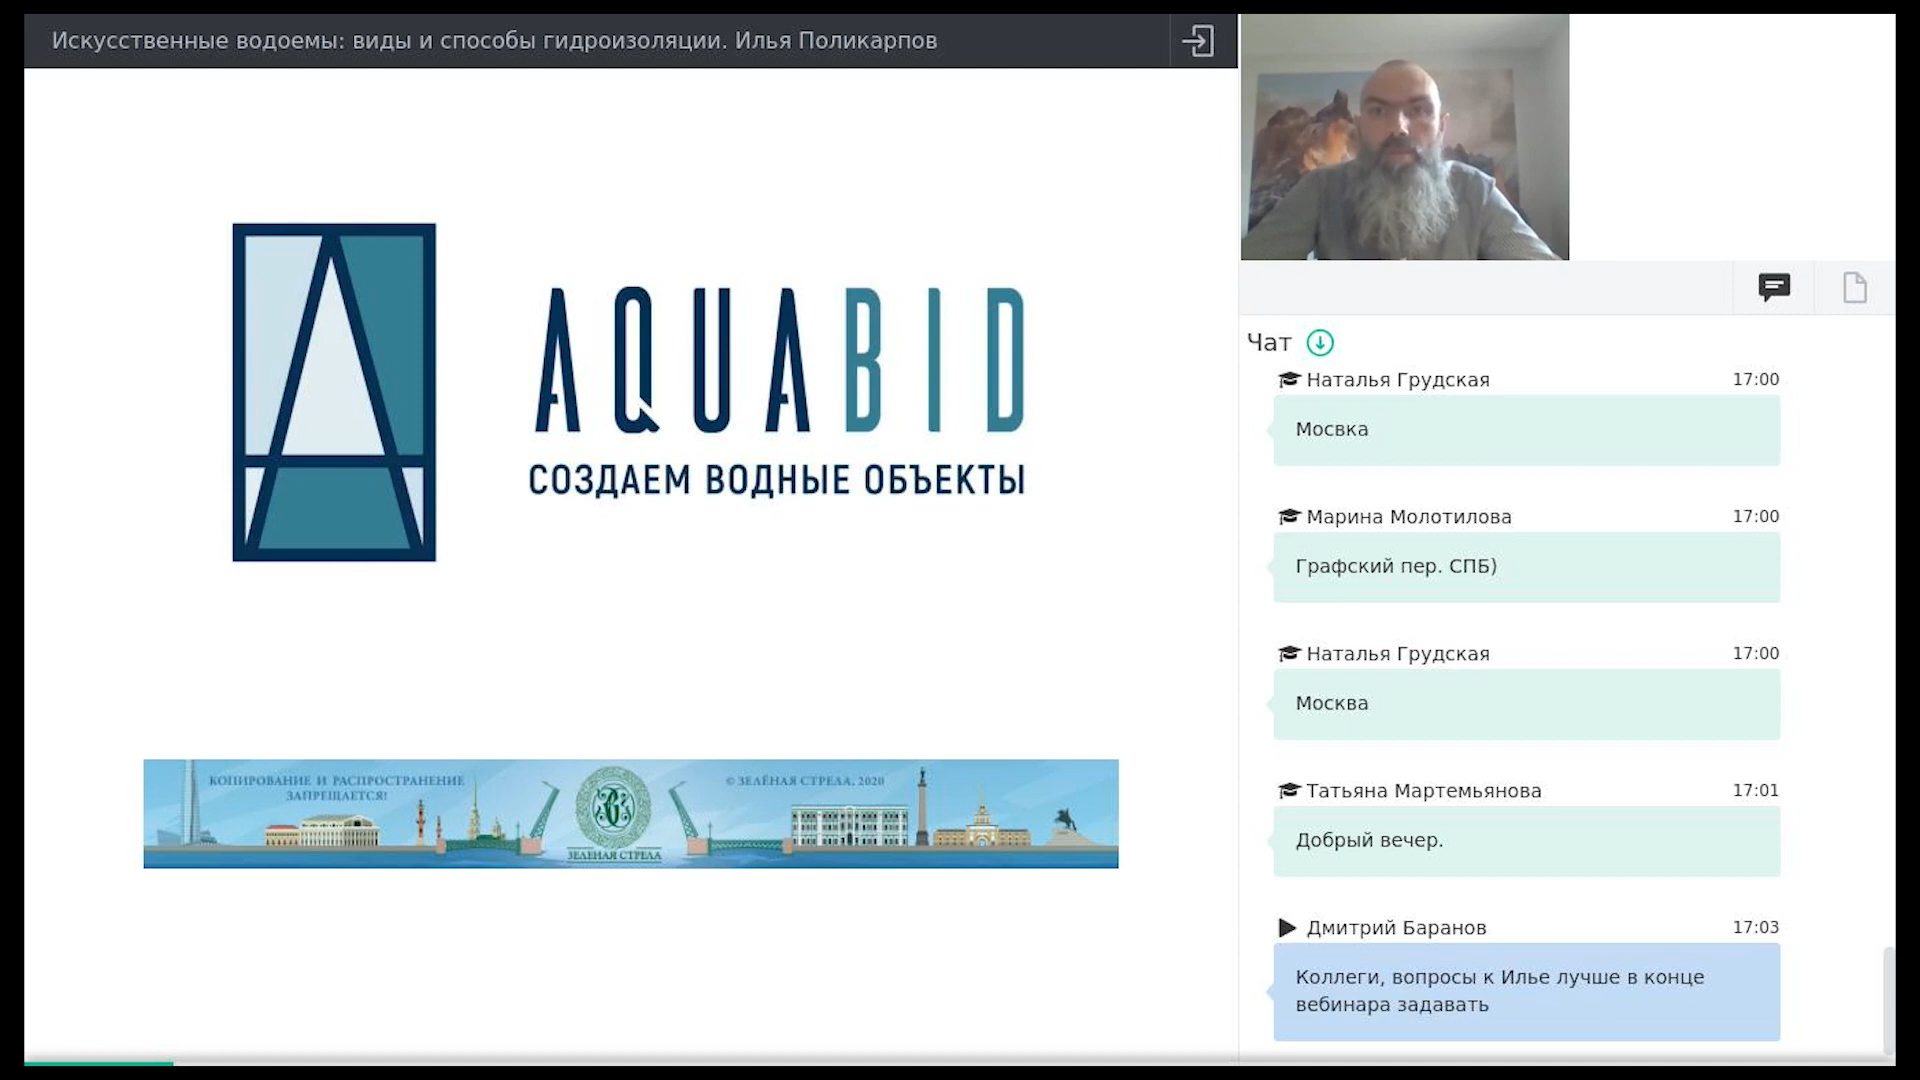 Искусственные водоемы: виды и способы гидроизоляции. Илья Поликарпов
AQUABID
СОЗДАЕМ ВОДНЫЕ ОБЪЕКТЫ
КОПИРОВАНИЕ И РАСПРОСТРАНЕНИЕ
ЗАПРЕЩАЕТСЯ!
© ЗЕЛЁНАЯ СТРЕЛА, 2020
ЗЕЛЕНАЯ СТРЕЛА
Чат
Наталья Грудская 17:00
Мосвка
Марина Молотилова 17:00
Графский пер. СПБ)
Наталья Грудская 17:00
Москва
Татьяна Мартемьянова 17:01
Добрый вечер.
Дмитрий Баранов 17:03
Коллеги, вопросы к Илье лучше в конце
вебинара задавать